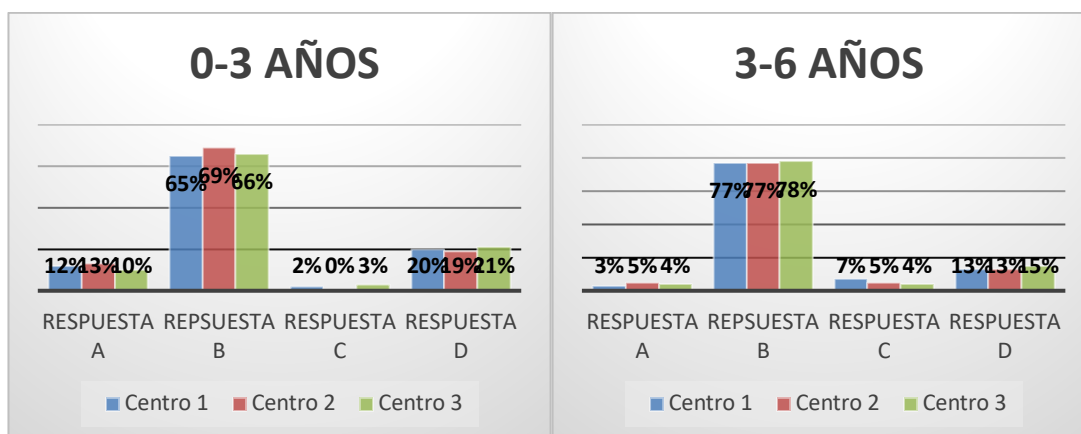 0-3 AÑOS
65% 69% 66%
12% 13% 10% 2% 0% 3% 20% 19% 21%
RESPUESTA REPSUESTA RESPUESTA RESPUESTA
A B C D
Centro 1 Centro 2 Centro 3
3-6 AÑOS
77% 77% 78%
3% 5% 4% 7% 5% 4% 13% 13% 15%
RESPUESTA REPSUESTA RESPUESTA RESPUESTA
A B C D
Centro 1 Centro 2 Centro 3